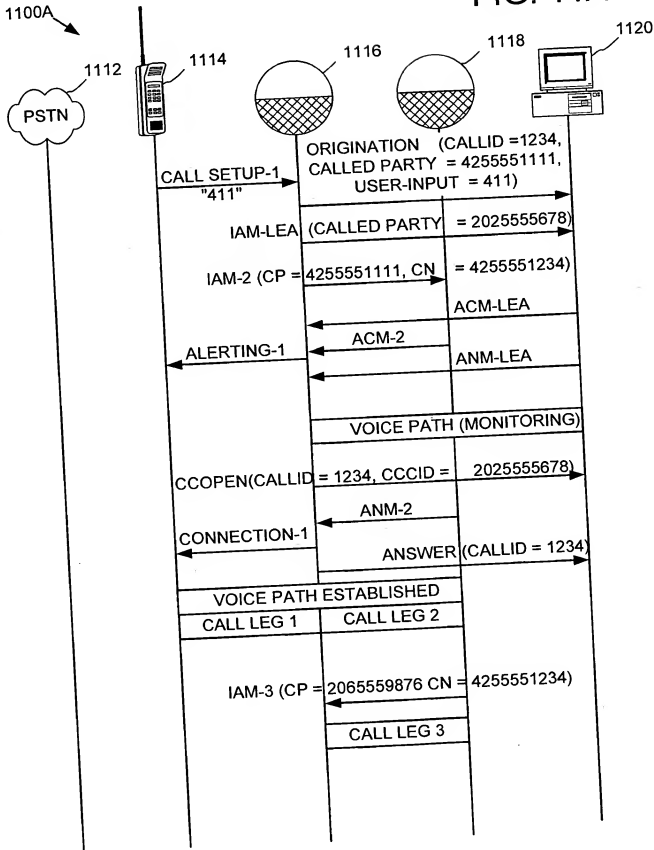 1100A
1112
PSTN
1114
1116
1118
1120
ORIGINATION (CALLID =1234,
CALLED PARTY = 4255551111,
USER-INPUT = 411)
CALL SETUP-1
"411"
IAM-LEA (CALLED PARTY = 2025555678)
IAM-2 (CP = 4255551111, CN = 4255551234)
ACM-LEA
ACM-2
ALERTING-1
ANM-LEA
VOICE PATH (MONITORING)
CCOPEN(CALLID = 1234, CCCID = 2025555678)
ANM-2
CONNECTION-1
ANSWER (CALLID = 1234)
VOICE PATH ESTABLISHED
CALL LEG 1 CALL LEG 2
IAM-3 (CP = 2065559876 CN = 4255551234)
CALL LEG 3